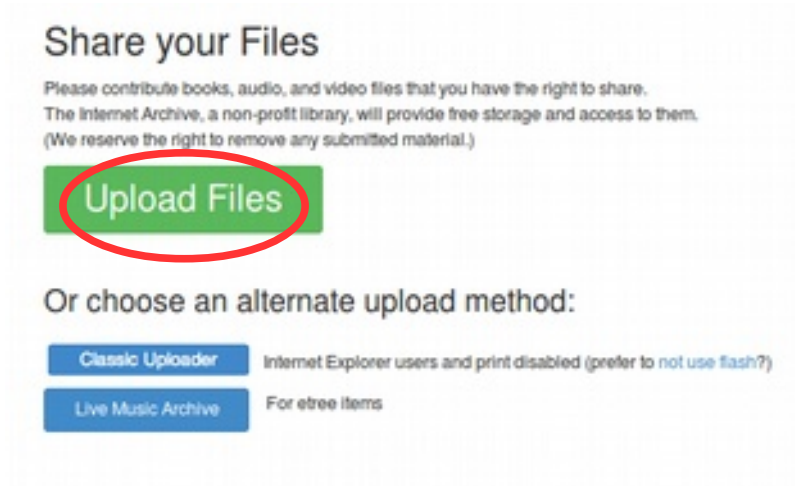 Share your Files
Please contribute books, audio, and video files that you have the right to share.
The Internet Archive, a non-profit library, will provide free storage and access to them.
(We reserve the right to remove any submitted material.)
Upload Files
Or choose an alternate upload method:
Classic Uploader Internet Explorer users and print disabled (prefer to not use flash?)
Live Music Archive For etree items